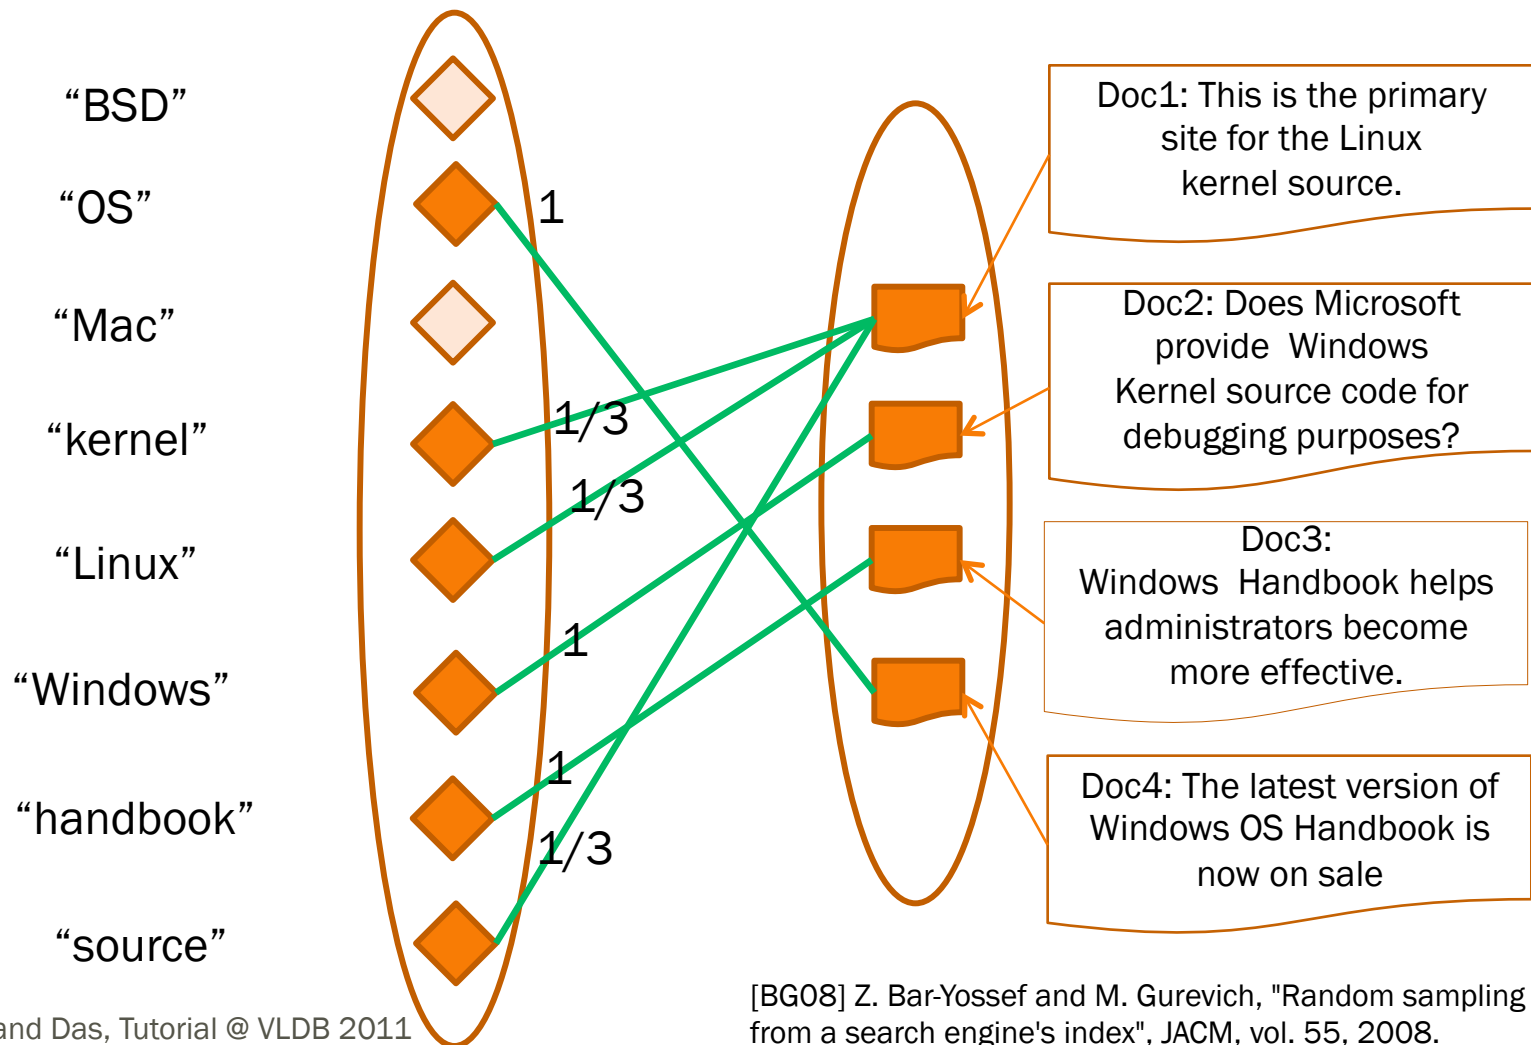 “BSD”
“OS”
“Mac”
“kernel”
“Linux”
“Windows”
“handbook”
“source”
1
1/3
1/3
1
1
1/3
Doc1: This is the primary
site for the Linux
kernel source.
Doc2: Does Microsoft
provide Windows
Kernel source code for
debugging purposes?
Doc3:
Windows Handbook helps
administrators become
more effective.
Doc4: The latest version of
Windows OS Handbook is
now on sale
and Das, Tutorial @ VLDB 2011
[BG08] Z. Bar-Yossef and M. Gurevich, "Random sampling
from a search engine's index", JACM, vol. 55, 2008.